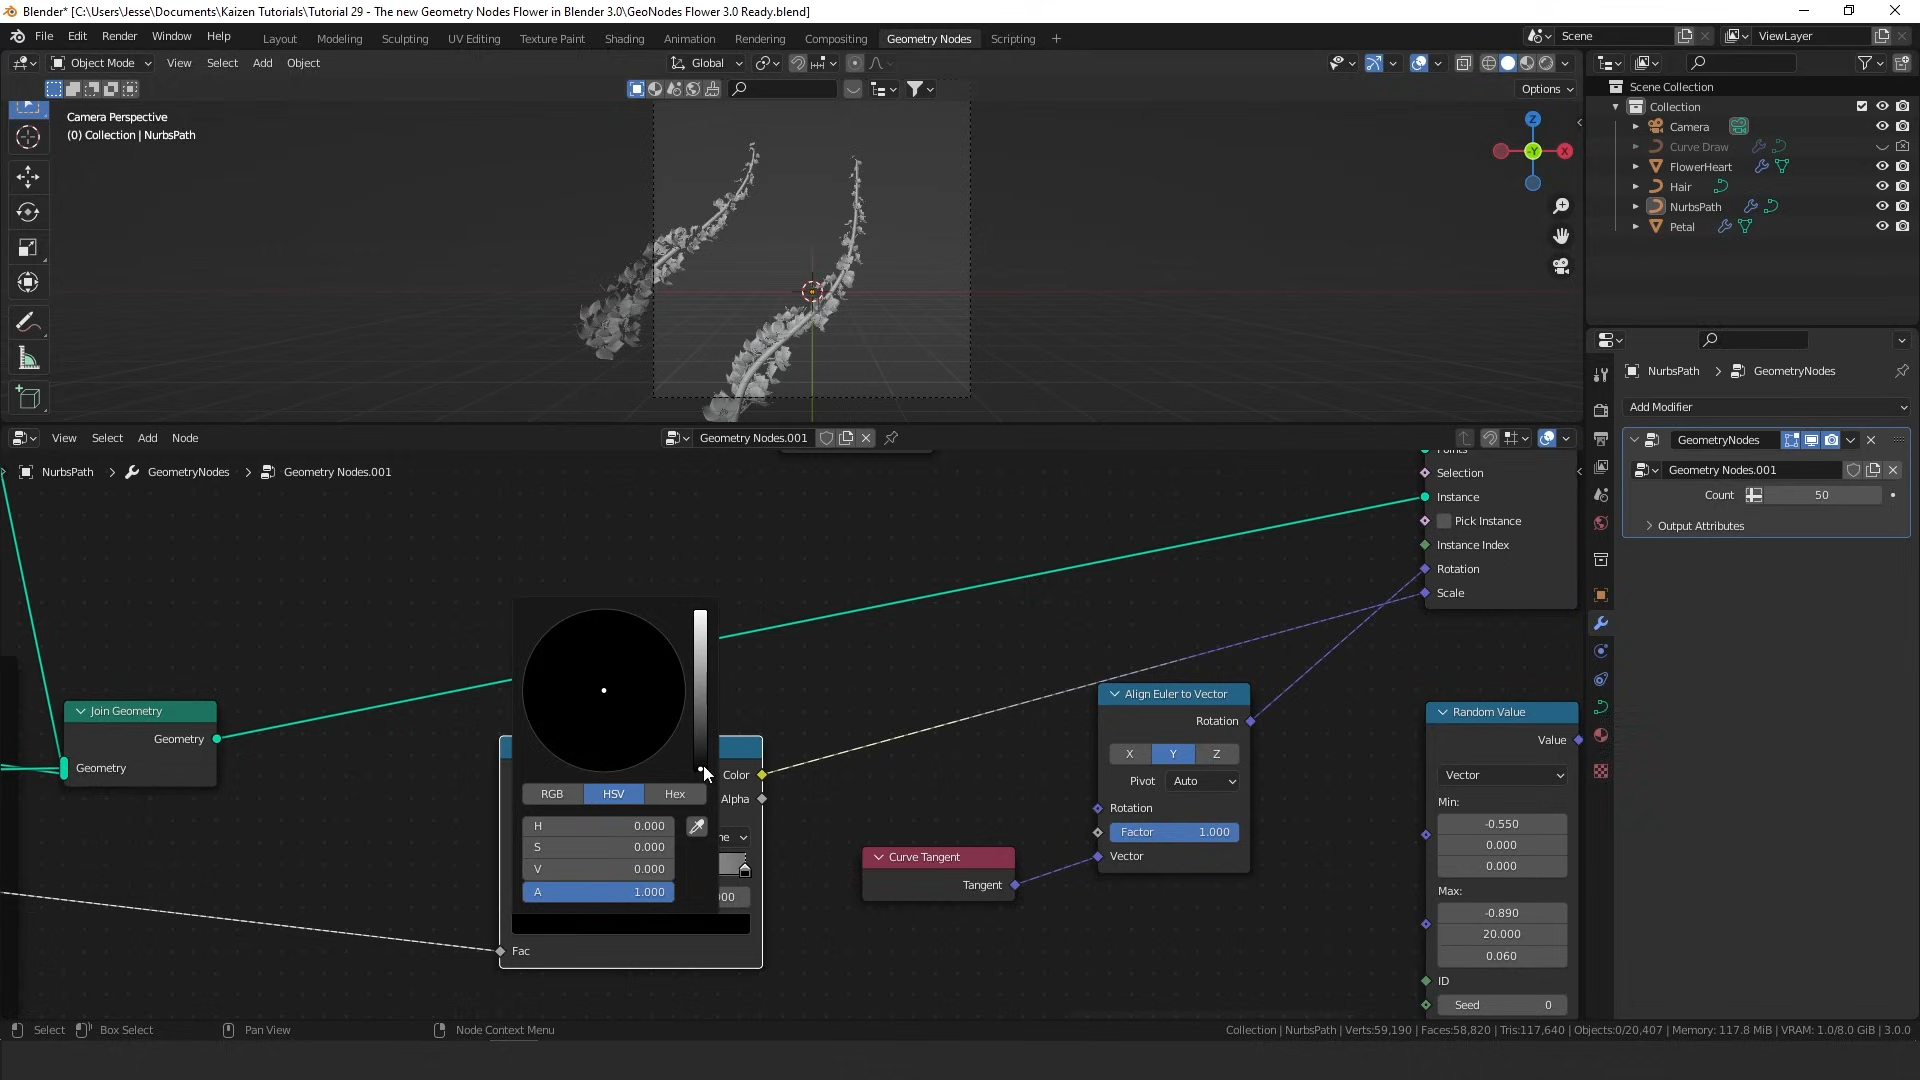 Blender* [C:\Users\Jesse\Documents\Kaizen Tutorials\Tutorial 29 - The new Geometry Nodes Flower in Blender 3.0\GeoNodes Flower 3.0 Ready.blend]
File Edit Render Window Help Layout Modeling Sculpting UV Editing Texture Paint Shading Animation Rendering Compositing Geometry Nodes Scripting Scene ViewLayer
Object Mode View Select Add Object Global
Options
Camera Perspective
(0) Collection | NurbsPath
Z
-Y
X
Scene Collection
Collection
Camera
Curve Draw
FlowerHeart
Hair
NurbsPath
Petal
NurbsPath GeometryNodes
Add Modifier
GeometryNodes
Geometry Nodes.001
Count 50
Output Attributes
View Select Add Node Geometry Nodes.001
NurbsPath GeometryNodes Geometry Nodes.001
Selection
Instance
Pick Instance
Instance Index
Rotation
Scale
Join Geometry
Geometry
Geometry
Color
Alpha
RGB HSV Hex
H 0.000
S 0.000
V 0.000
A 1.000
Fac
Align Euler to Vector
Rotation
X Y Z
Pivot Auto
Rotation
Factor 1.000
Vector
Curve Tangent
Tangent
Random Value
Value
Vector
Min:
-0.550
0.000
0.000
Max:
-0.890
20.000
0.060
ID
Seed 0
Select Box Select Pan View Node Context Menu
Collection | NurbsPath | Verts:59,190 | Faces:58,820 | Tris:117,640 | Objects:0/20,407 | Memory: 117.8 MiB | VRAM: 1.0/8.0 GiB | 3.0.0